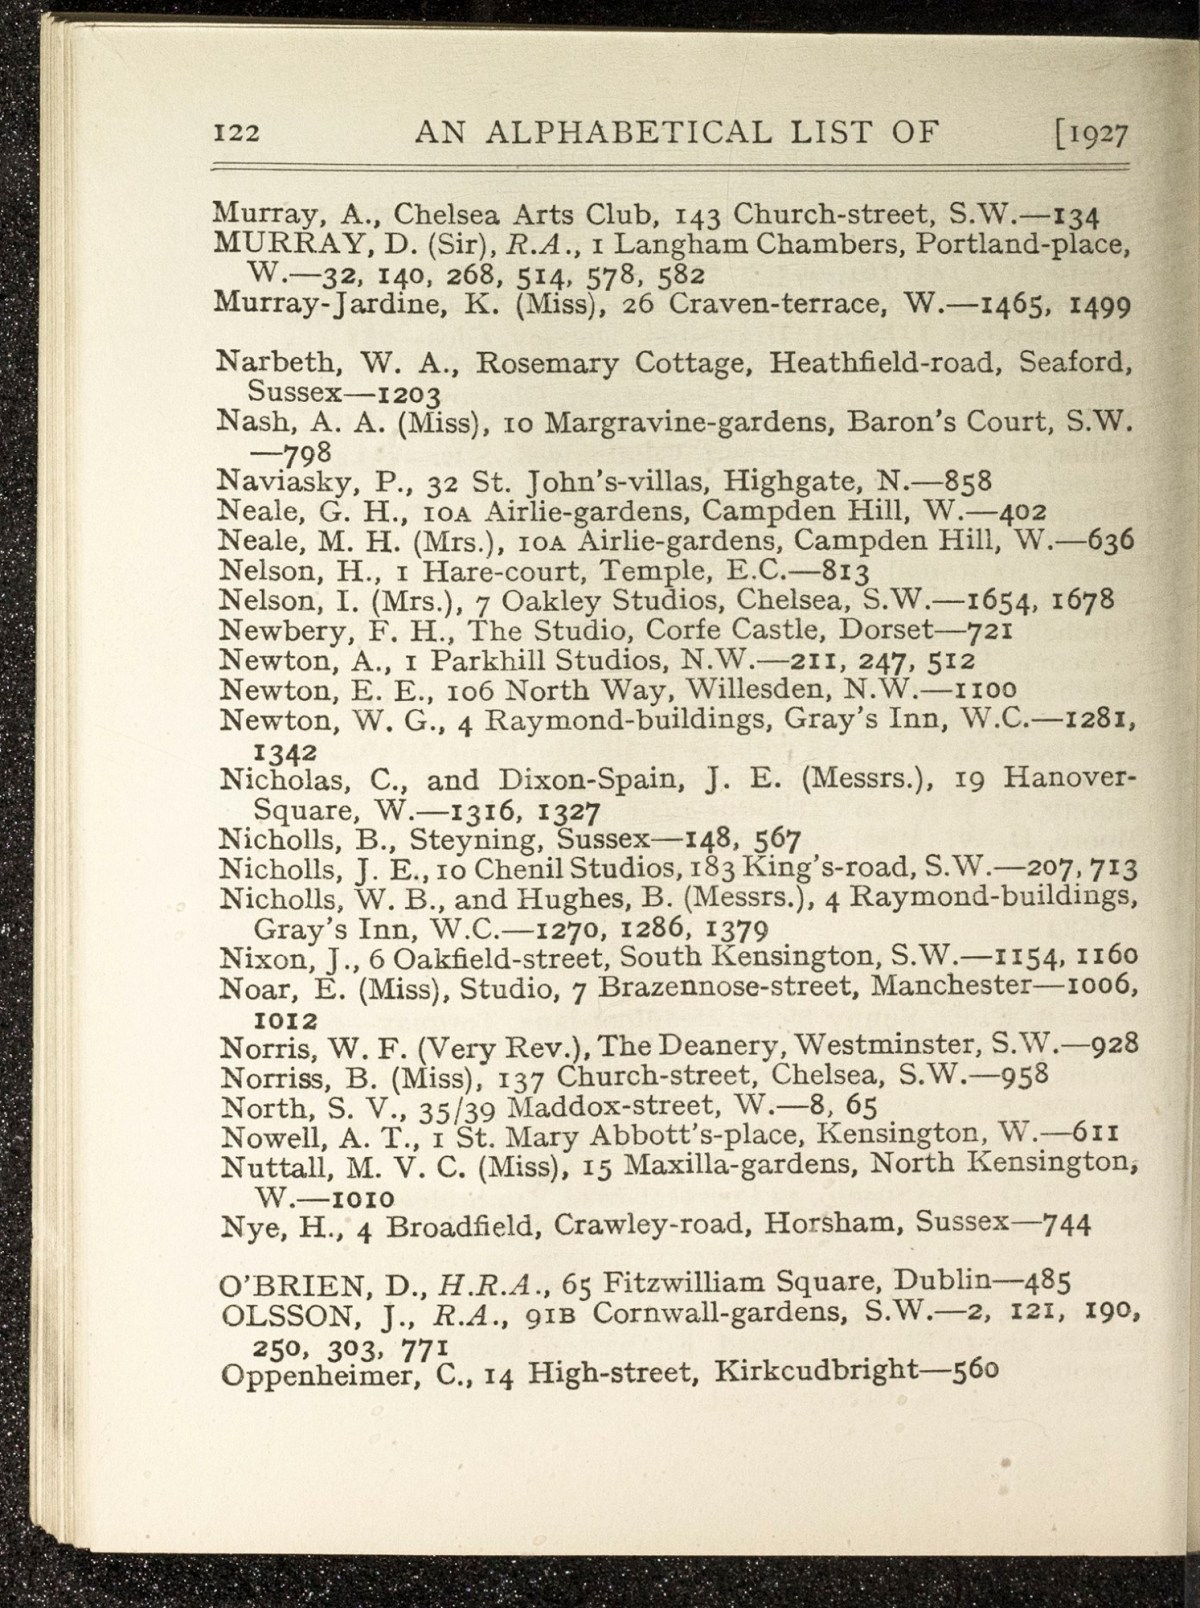 122 AN ALPHABETICAL LIST OF [1927
Murray, A., Chelsea Arts Club, 143 Church-street, S.W.—134
MURRAY, D. (Sir), R.A., 1 Langham Chambers, Portland-place,
W.—32, 140, 268, 514, 578, 582
Murray-Jardine, K. (Miss), 26 Craven-terrace, W.—1465, 1499
Narbeth, W. A., Rosemary Cottage, Heathfield-road, Seaford,
Sussex—1203
Nash, A. A. (Miss), 10 Margravine-gardens, Baron's Court, S.W.
—798
Naviasky, P., 32 St. John's-villas, Highgate, N.—858
Neale, G. H., 10A Airlie-gardens, Campden Hill, W.—402
Neale, M. H. (Mrs.), 10A Airlie-gardens, Campden Hill, W.—636
Nelson, H., 1 Hare-court, Temple, E.C.—813
Nelson, I. (Mrs.), 7 Oakley Studios, Chelsea, S.W.—1654, 1678
Newbery, F. H., The Studio, Corfe Castle, Dorset—721
Newton, A., 1 Parkhill Studios, N.W.—211, 247, 512
Newton, E. E., 106 North Way, Willesden, N.W.—1100
Newton, W. G., 4 Raymond-buildings, Gray's Inn, W.C.—1281,
1342
Nicholas, C., and Dixon-Spain, J. E. (Messrs.), 19 Hanover-
Square, W.—1316, 1327
Nicholls, B., Steyning, Sussex—148, 567
Nicholls, J. E., 10 Chenil Studios, 183 King's-road, S.W.—207, 713
Nicholls, W. B., and Hughes, B. (Messrs.), 4 Raymond-buildings,
Gray's Inn, W.C.—1270, 1286, 1379
Nixon, J., 6 Oakfield-street, South Kensington, S.W.—1154, 1160
Noar, E. (Miss), Studio, 7 Brazennose-street, Manchester—1006,
1012
Norris, W. F. (Very Rev.), The Deanery, Westminster, S.W.—928
Norriss, B. (Miss), 137 Church-street, Chelsea, S.W.—958
North, S. V., 35/39 Maddox-street, W.—8, 65
Nowell, A. T., 1 St. Mary Abbott's-place, Kensington, W.—611
Nuttall, M. V. C. (Miss), 15 Maxilla-gardens, North Kensington,
W.—1010
Nye, H., 4 Broadfield, Crawley-road, Horsham, Sussex—744
O'BRIEN, D., H.R.A., 65 Fitzwilliam Square, Dublin—485
OLSSON, J., R.A., 91B Cornwall-gardens, S.W.—2, 121, 190,
250, 303, 771
Oppenheimer, C., 14 High-street, Kirkcudbright—560